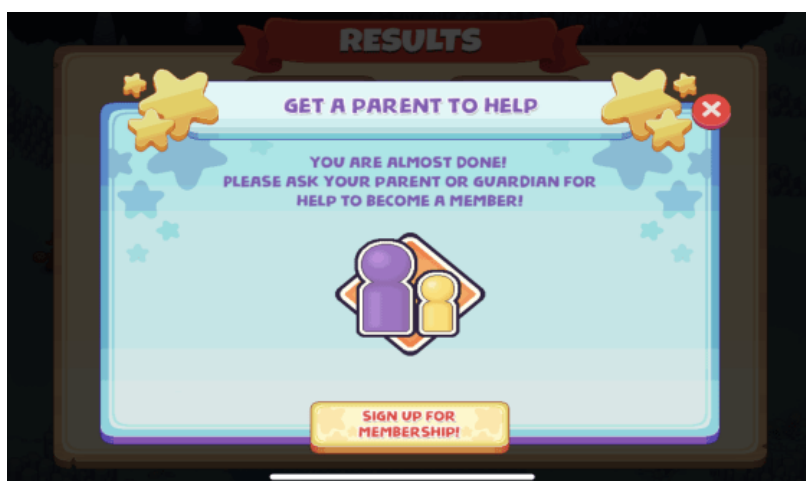 RESULTS
GET A PARENT TO HELP
YOU ARE ALMOST DONE!
PLEASE ASK YOUR PARENT OR GUARDIAN FOR
HELP TO BECOME A MEMBER!
SIGN UP FOR
MEMBERSHIP!